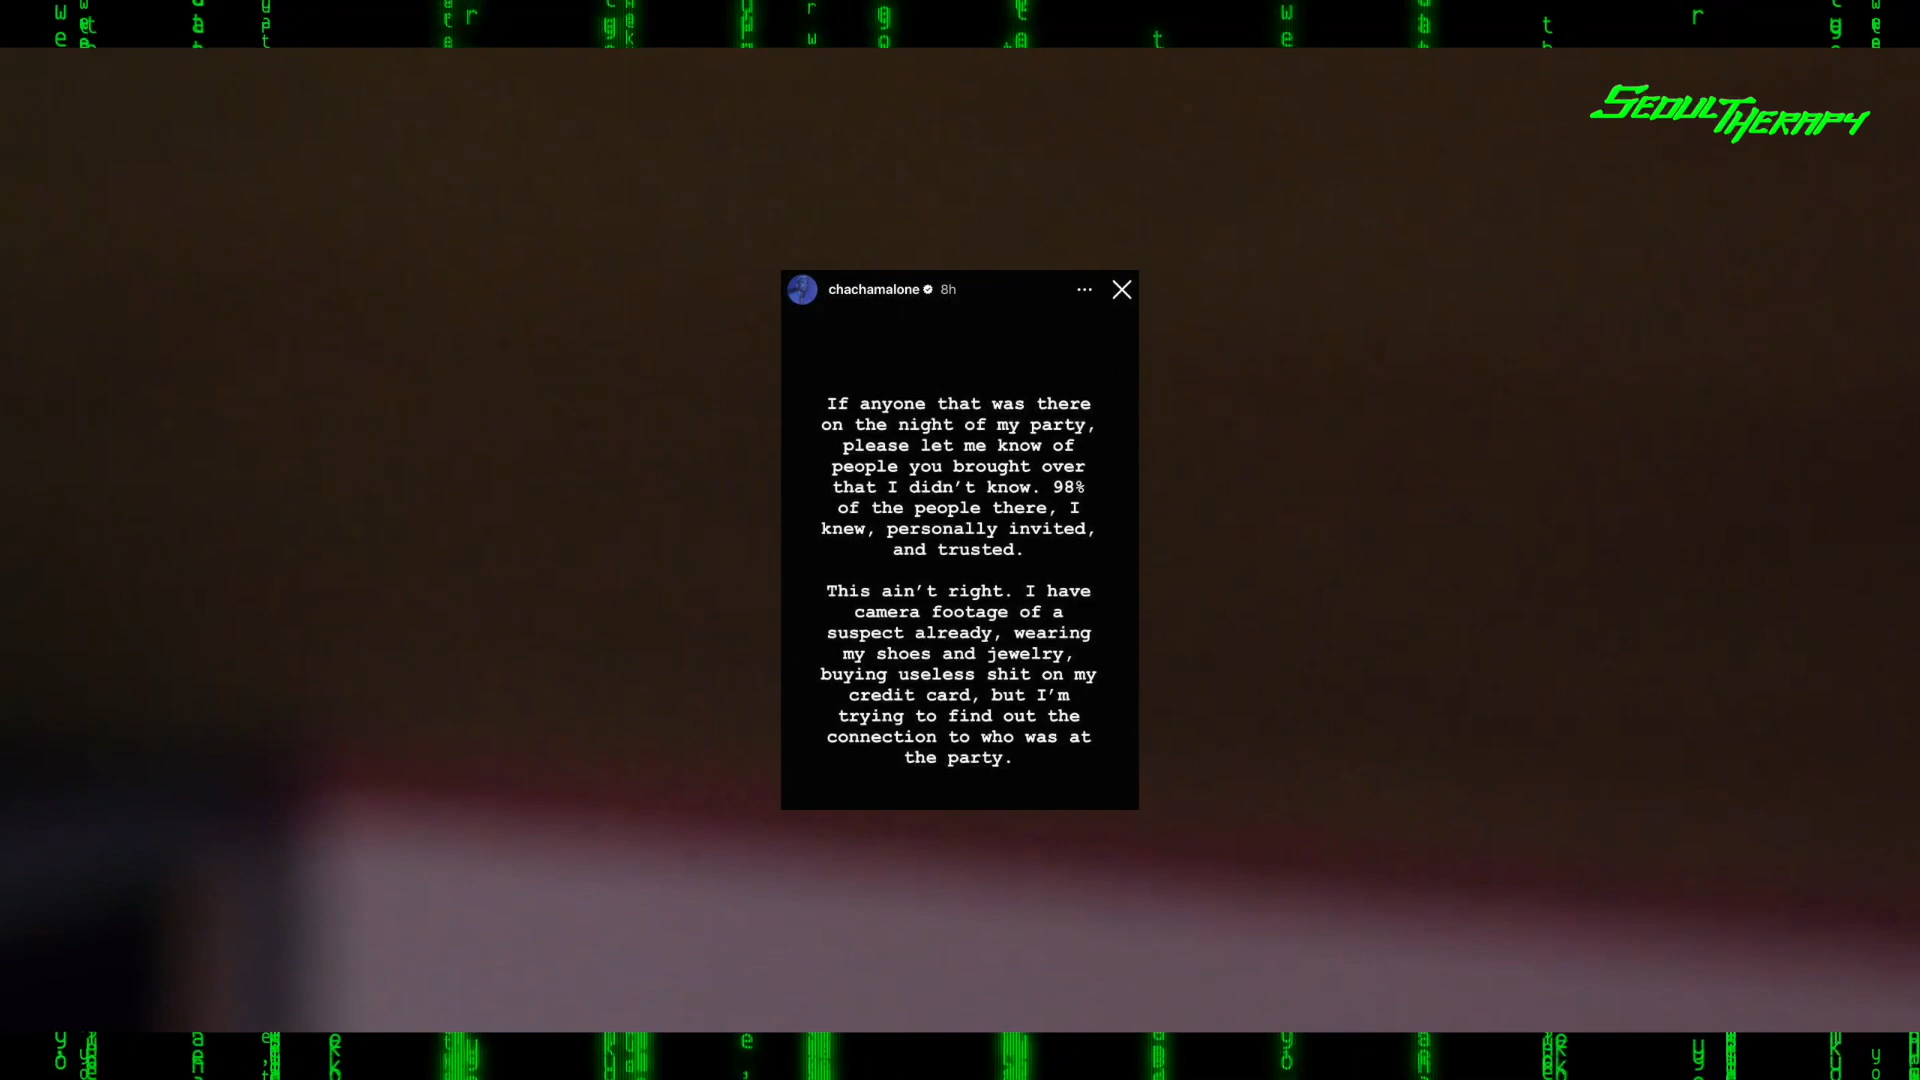 SEOULTHERAPY
chachamalone 8h
If anyone that was there
on the night of my party,
please let me know of
people you brought over
that I didn't know. 98%
of the people there, I
knew, personally invited,
and trusted.
This ain't right. I have
camera footage of a
suspect already, wearing
my shoes and jewelry,
buying useless shit on my
credit card, but I'm
trying to find out the
connection to who was at
the party.